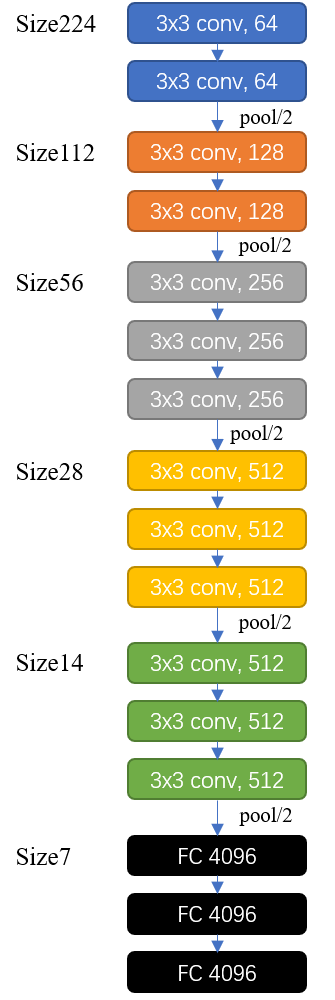 Size224
3x3 conv, 64
3x3 conv, 64
pool/2
Size112
3x3 conv, 128
3x3 conv, 128
pool/2
Size56
3x3 conv, 256
3x3 conv, 256
3x3 conv, 256
pool/2
Size28
3x3 conv, 512
3x3 conv, 512
3x3 conv, 512
pool/2
Size14
3x3 conv, 512
3x3 conv, 512
3x3 conv, 512
pool/2
Size7
FC 4096
FC 4096
FC 4096